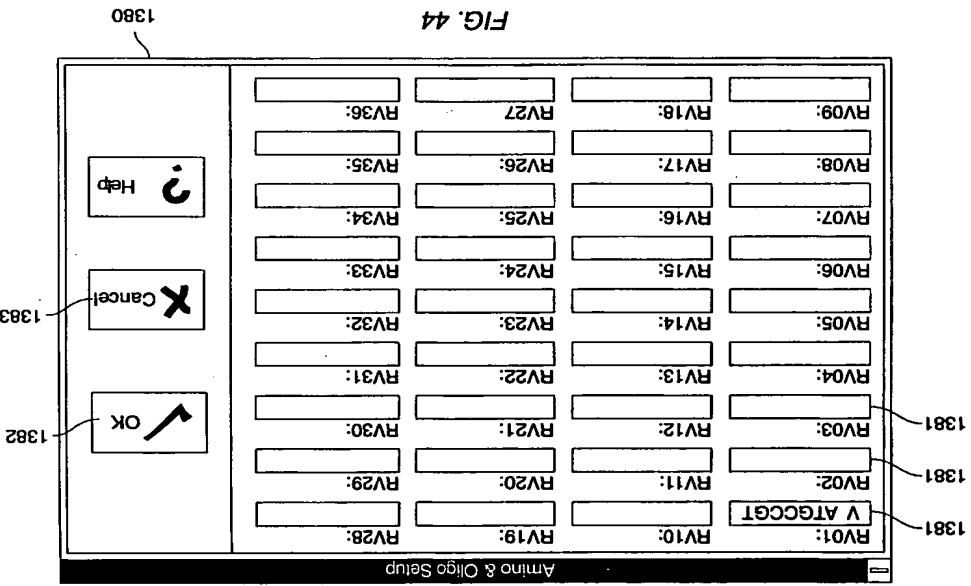 Amino & Oligo Setup
RV01: RV10: RV19: RV28:
1381 V ATGCCGT
RV02: RV11: RV20: RV29:
1381
RV03: RV12: RV21: RV30:
1381
OK 1382
RV04: RV13: RV22: RV31:
RV05: RV14: RV23: RV32:
Cancel 1383
RV06: RV15: RV24: RV33:
RV07: RV16: RV25: RV34:
Help
RV08: RV17: RV26: RV35:
RV09: RV18: RV27 RV36:
FIG. 44
1380